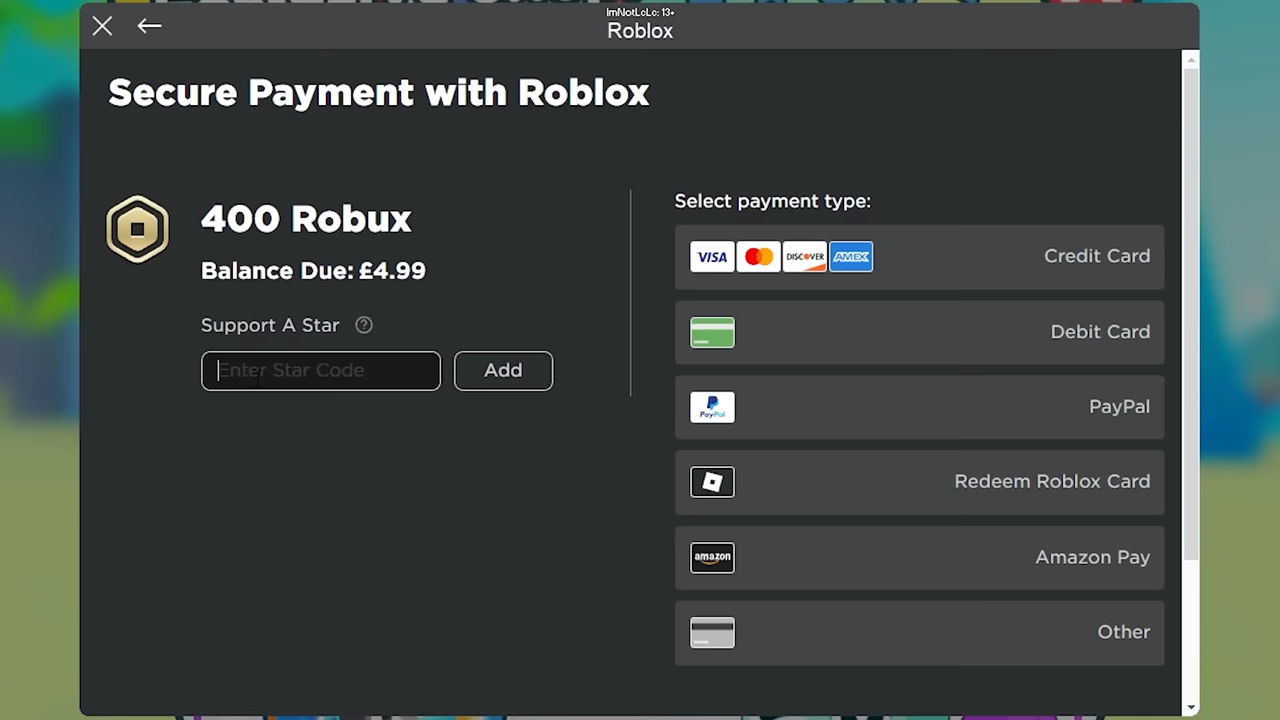 ImNotLcLc: 13+
Roblox
Secure Payment with Roblox
400 Robux
Balance Due: £4.99
Support A Star ?
Enter Star Code
Add
Select payment type:
VISA DISCOVER AMEX Credit Card
Debit Card
PayPal PayPal
Redeem Roblox Card
amazon Amazon Pay
Other